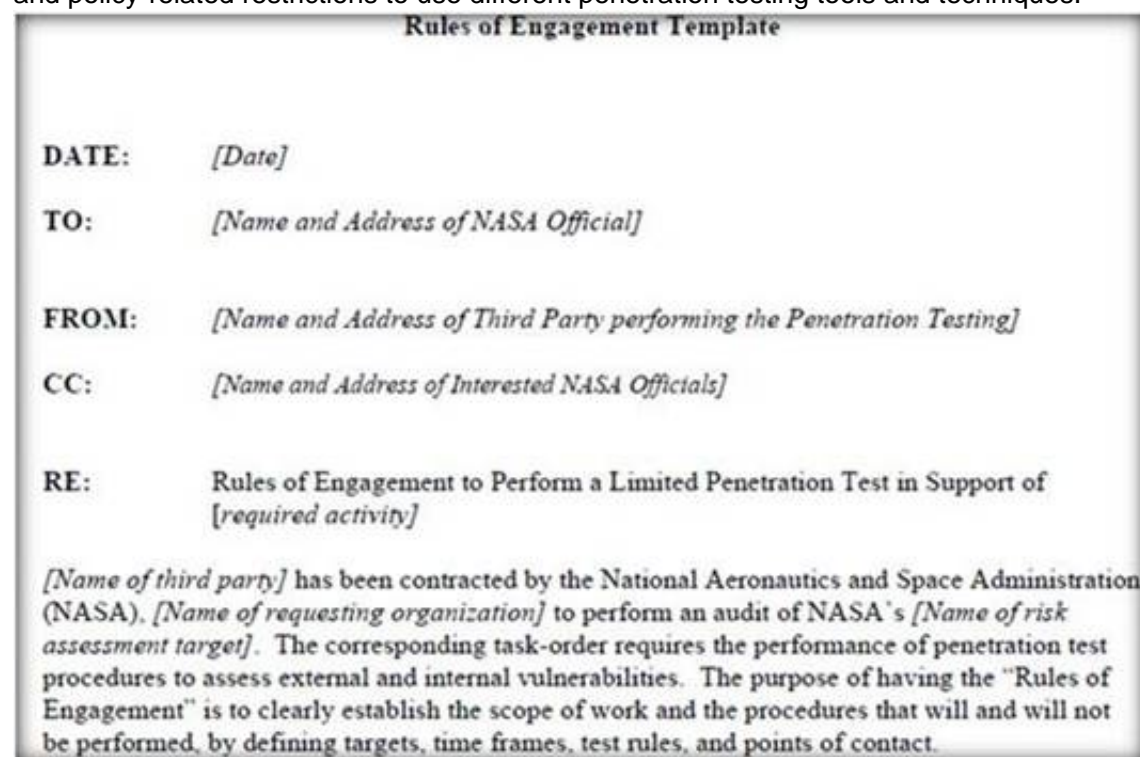 and policy-related restrictions to use different penetration testing tools and techniques.
Rules of Engagement Template
DATE: [Date]
TO: [Name and Address of NASA Official]
FROM: [Name and Address of Third Party performing the Penetration Testing]
CC: [Name and Address of Interested NASA Officials]
RE: Rules of Engagement to Perform a Limited Penetration Test in Support of
[required activity]
[Name of third party] has been contracted by the National Aeronautics and Space Administration
(NASA), [Name of requesting organization] to perform an audit of NASA's [Name of risk
assessment target]. The corresponding task-order requires the performance of penetration test
procedures to assess external and internal vulnerabilities. The purpose of having the "Rules of
Engagement" is to clearly establish the scope of work and the procedures that will and will not
be performed, by defining targets, time frames, test rules, and points of contact.